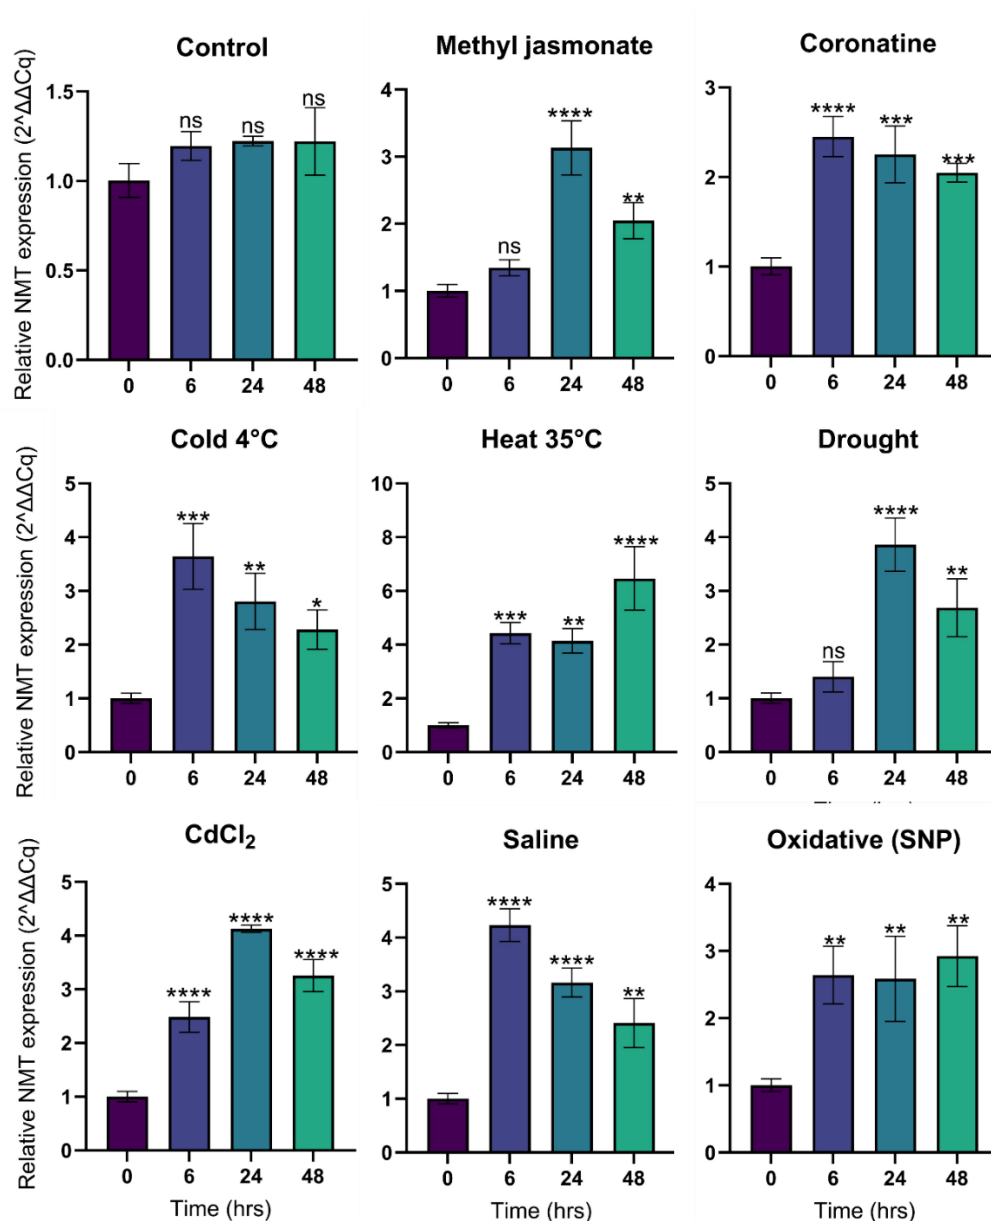 Control
Methyl jasmonate
Coronatine
Relative NMT expression (2^ΔΔCq)
1.5
1.0
0.5
0.0
ns
ns
ns
0 6 24 48
4
3
2
1
0
ns
****
**
0 6 24 48
3
2
1
0
****
***
***
0 6 24 48
Cold 4°C
Heat 35°C
Drought
Relative NMT expression (2^ΔΔCq)
5
4
3
2
1
0
***
**
*
0 6 24 48
10
8
6
4
2
0
***
**
****
0 6 24 48
5
4
3
2
1
0
ns
****
**
0 6 24 48
CdCl₂
Saline
Oxidative (SNP)
Relative NMT expression (2^ΔΔCq)
5
4
3
2
1
0
****
****
****
0 6 24 48
Time (hrs)
5
4
3
2
1
0
****
****
**
0 6 24 48
Time (hrs)
4
3
2
1
0
**
**
**
0 6 24 48
Time (hrs)